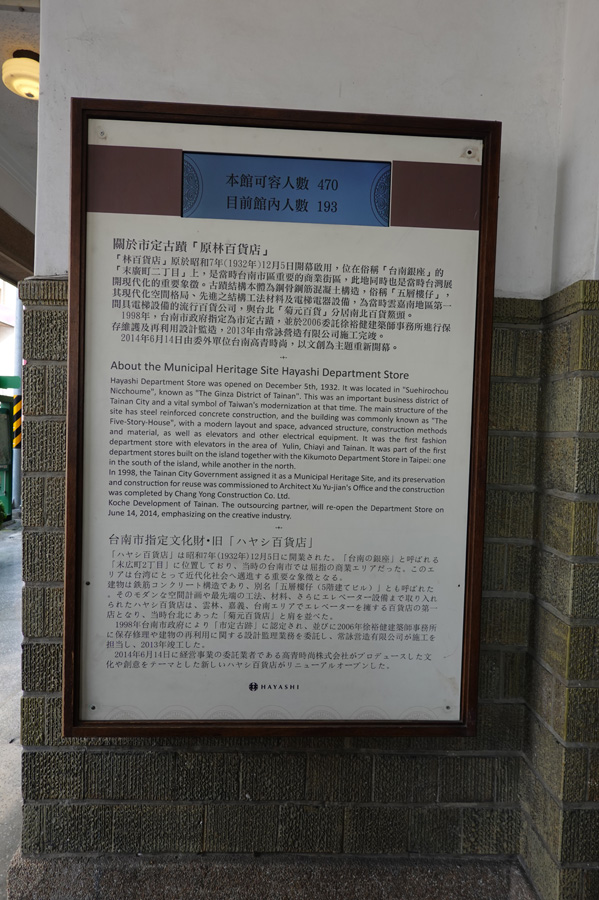 本館可容人數 470
目前館內人數 193
關於市定古蹟「原林百貨店」
『林百貨店』原於昭和7年(1932年)12月5日開幕啟用，位在俗稱「台南銀座」的
『末廣町二丁目』上，是當時台南市區重要的商業街區，此地同時也是當時台灣展
開現代化的重要象徵。古蹟結構本體為鋼骨鋼筋混凝土構造，俗稱「五層樓仔」，
其現代化空間格局、先進之結構工法材料及電梯電器設備，為當時雲嘉南地區第一
間具電梯設備的流行百貨公司，與台北「菊元百貨」分居南北百貨鰲頭。
1998年，台南市政府指定為市定古蹟，並於2006委託徐裕健建築師事務所進行保
存維護及再利用設計監造，2013年由常詠營造有限公司施工完竣。
2014年6月14日由委外單位台南高青時尚，以文創為主題重新開幕。
About the Municipal Heritage Site Hayashi Department Store
Hayashi Department Store was opened on December 5th, 1932. It was located in "Suehirochou
Nicchoume", known as "The Ginza District of Tainan". This was an important business district of
Tainan City and a vital symbol of Taiwan's modernization at that time. The main structure of the
site has steel reinforced concrete construction, and the building was commonly known as "The
Five-Story-House", with a modern layout and space, advanced structure, construction methods
and material, as well as elevators and other electrical equipment. It was the first fashion
department store with elevators in the area of Yulin, Chiayi and Tainan. It was part of the first
department stores built on the island together with the Kikumoto Department Store in Taipei: one
in the south of the island, while another in the north.
In 1998, the Tainan City Government assigned it as a Municipal Heritage Site, and its preservation
and construction for reuse was commissioned to Architect Xu Yu-jian's Office and the construction
was completed by Chang Yong Construction Co. Ltd.
Koche Development of Tainan. The outsourcing partner, will re-open the Department Store on
June 14, 2014, emphasizing on the creative industry.
台南市指定文化財・旧「ハヤシ百貨店」
「ハヤシ百貨店」は昭和7年(1932年)12月5日に開業された。「台南の銀座」と呼ばれる
「末広町2丁目」に位置しており、当時の台南市では屈指の商業エリアだった。このエ
リアは台湾にとって近代化社会へ邁進する重要な象徴となる。
建物は鉄筋コンクリート構造であり、別名「五層樓仔（5階建てビル）」とも呼ばれた
、そのモダンな空間計画や最先端の工法、材料、さらにエレベーター設備まで取り入れ
られたハヤシ百貨店は、雲林、嘉義、台南エリアでエレベーターを擁する百貨店の第一
店となり、当時台北にあった「菊元百貨店」と肩を並べた。
1998年台南市政府により「市定古跡」に認定され、並びに2006年徐裕健建築師事務所
に保存修理や建物の再利用に関する設計監理業務を委託し、常詠営造有限公司が施工を
担当し、2013年竣工した。
2014年6月14日に経営事業の委託業者である高青時尚株式会社がプロデュースした文
化や創意をテーマとした新しいハヤシ百貨店がリニューアルオープンした。
HAYASHI